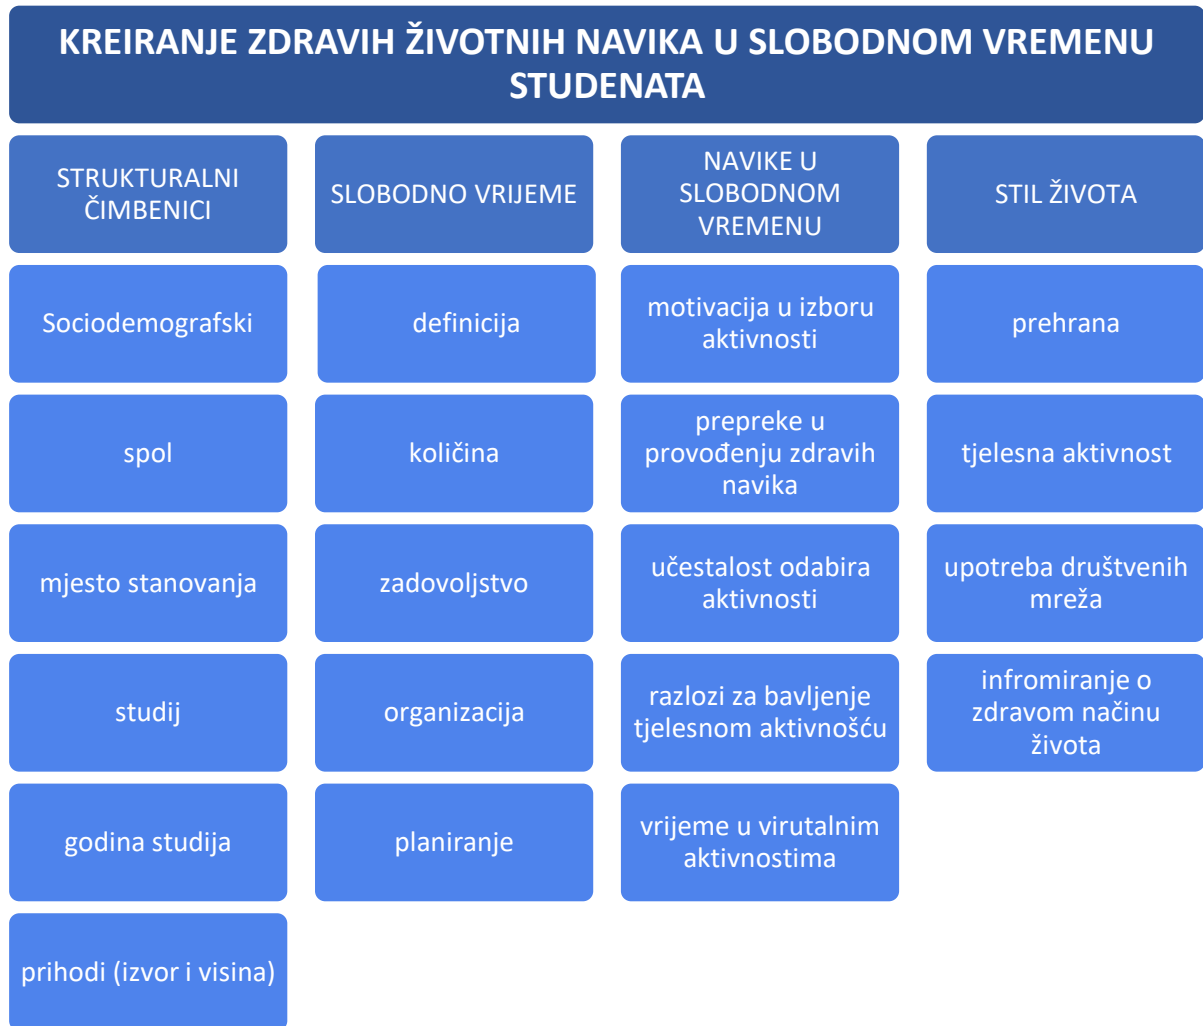 KREIRANJE ZDRAVIH ŽIVOTNIH NAVIKA U SLOBODNOM VREMENU
STUDENATA
STRUKTURALNI
ČIMBENICI
Sociodemografski
spol
mjesto stanovanja
studij
godina studija
prihodi (izvor i visina)
SLOBODNO VRIJEME
definicija
količina
zadovoljstvo
organizacija
planiranje
NAVIKE U
SLOBODNOM
VREMENU
motivacija u izboru
aktivnosti
prepreke u
provođenju zdravih
navika
učestalost odabira
aktivnosti
razlozi za bavljenje
tjelesnom aktivnošću
vrijeme u virutalnim
aktivnostima
STIL ŽIVOTA
prehrana
tjelesna aktivnost
upotreba društvenih
mreža
infromiranje o
zdravom načinu
života